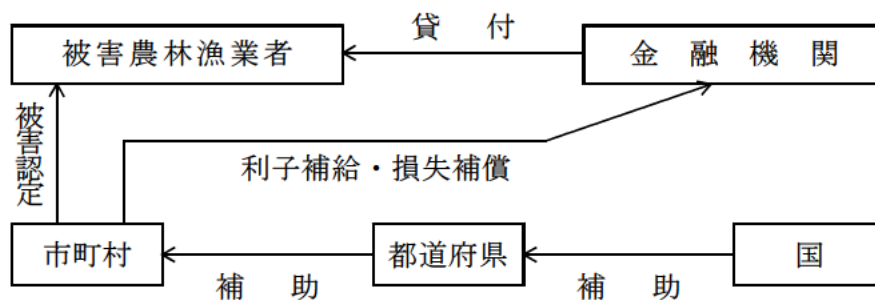 貸付
被害農林漁業者
金融機関
被害認定
利子補給・損失補償
市町村
都道府県
国
補助
補助